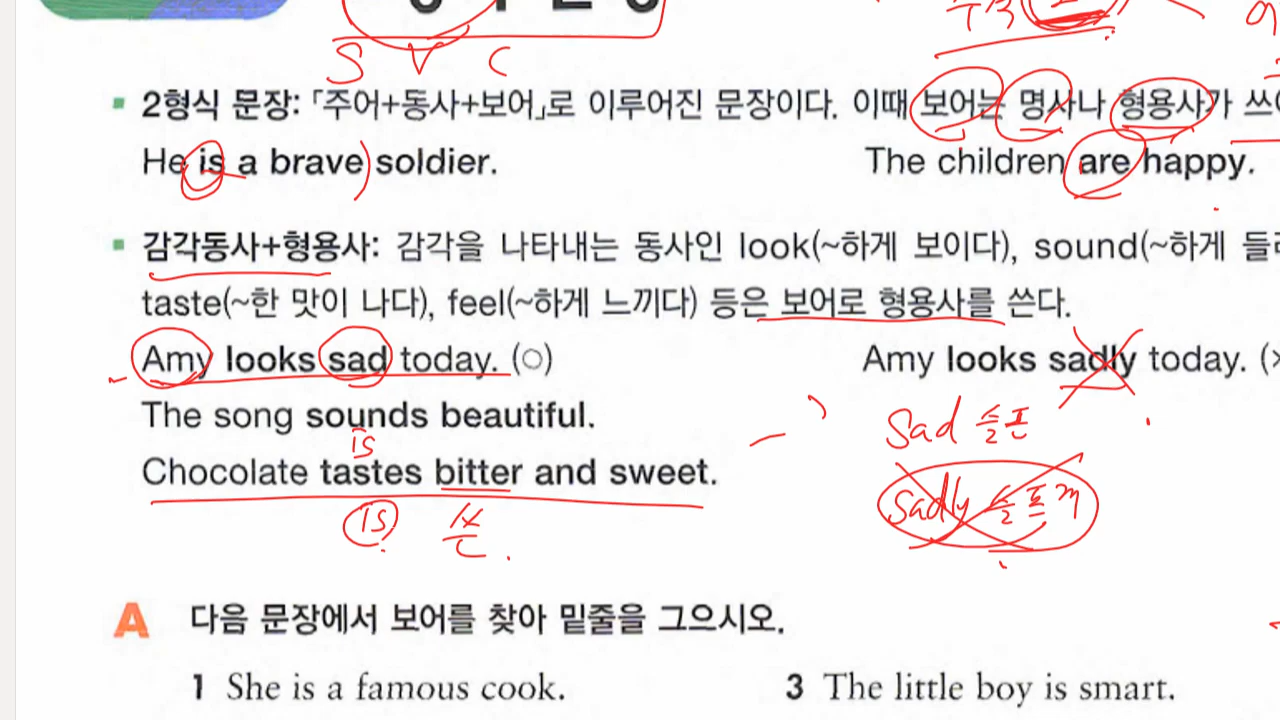 S V C
2형식 문장: 「주어+동사+보어」로 이루어진 문장이다. 이때 보어는 명사나 형용사가
He is a brave soldier. The children are happy.
감각동사+형용사: 감각을 나타내는 동사인 look(~하게 보이다), sound(~하게
taste(~한 맛이 나다), feel(~하게 느끼다) 등은 보어로 형용사를 쓴다.
Amy looks sad today. (○) Amy looks sadly today. (
The song sounds beautiful.
sad 슬픈
is
Chocolate tastes bitter and sweet.
sadly 슬프게
is 쓴
A 다음 문장에서 보어를 찾아 밑줄을 그으시오.
1 She is a famous cook. 3 The little boy is smart.